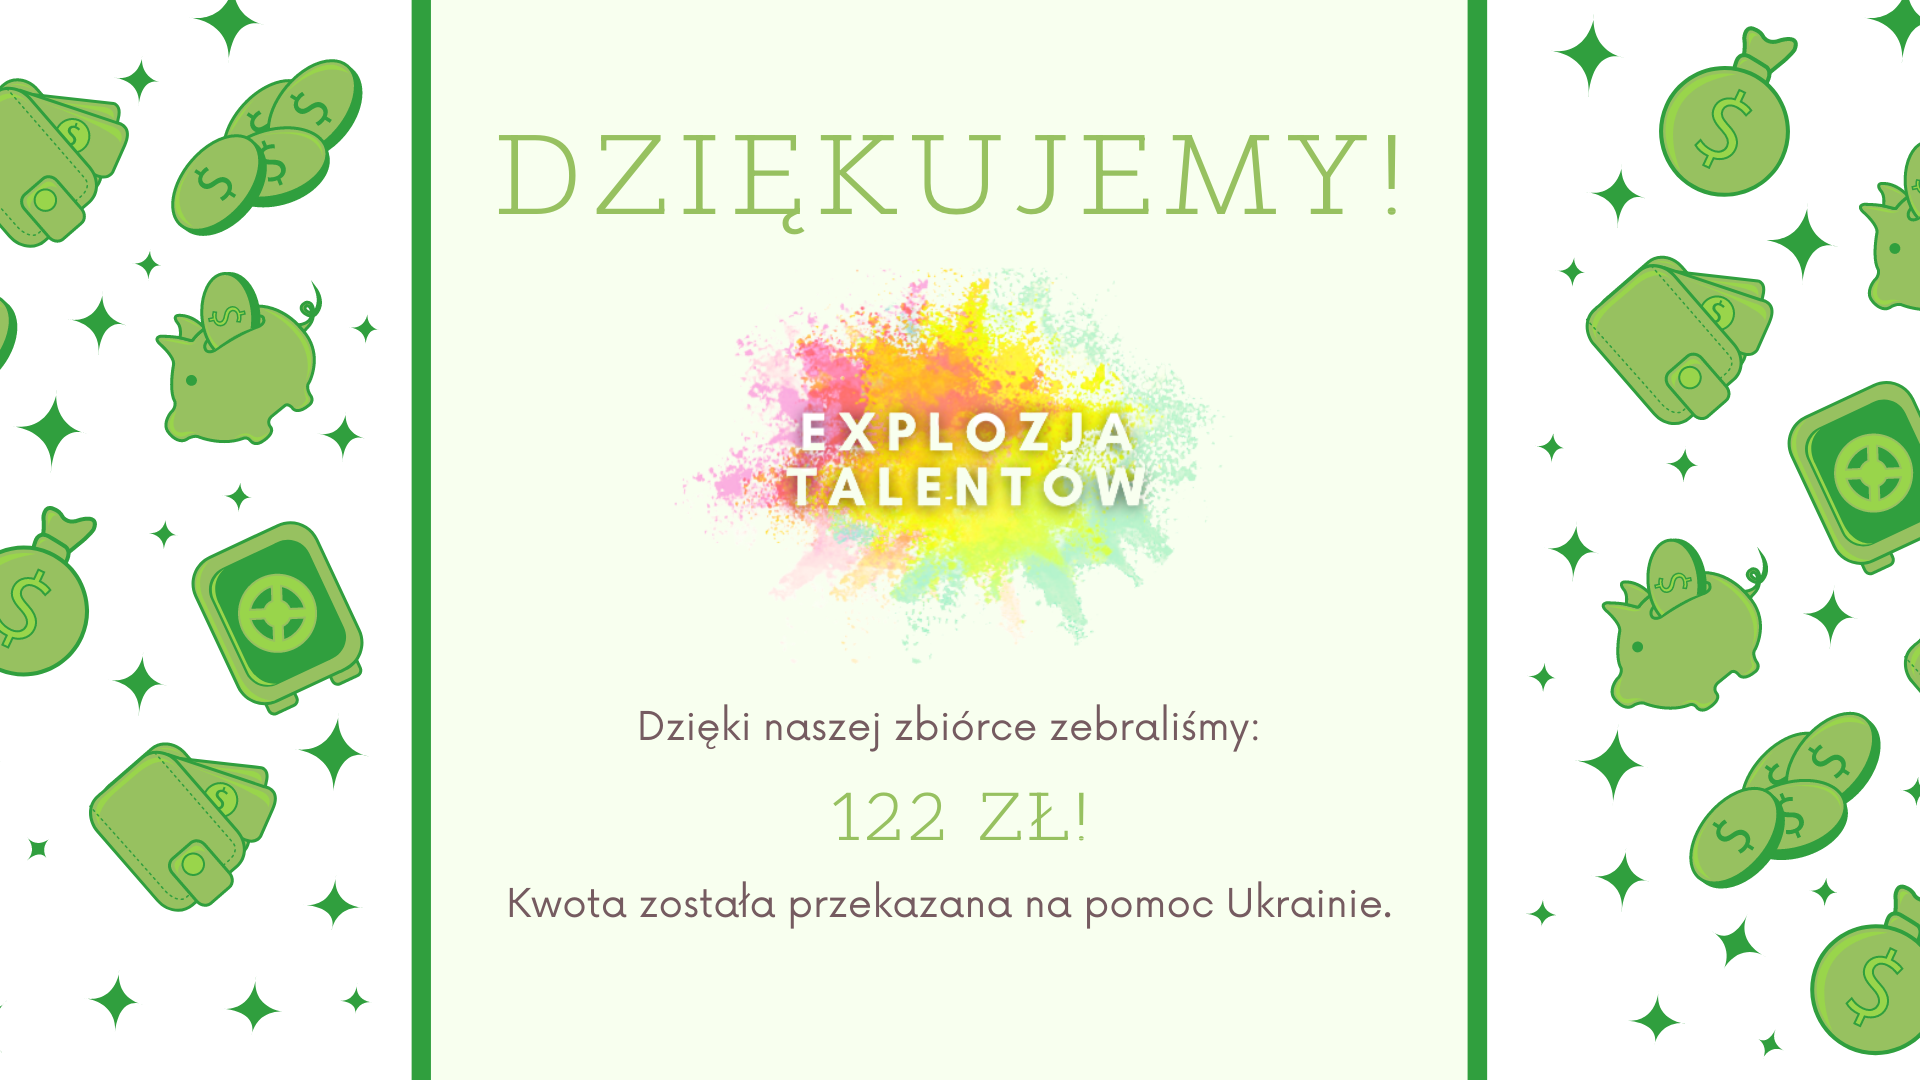 DZIĘKUJEMY!
EXPLOZJA
TALENTÓW
Dzięki naszej zbiórce zebraliśmy:
122 ZŁ!
Kwota została przekazana na pomoc Ukrainie.